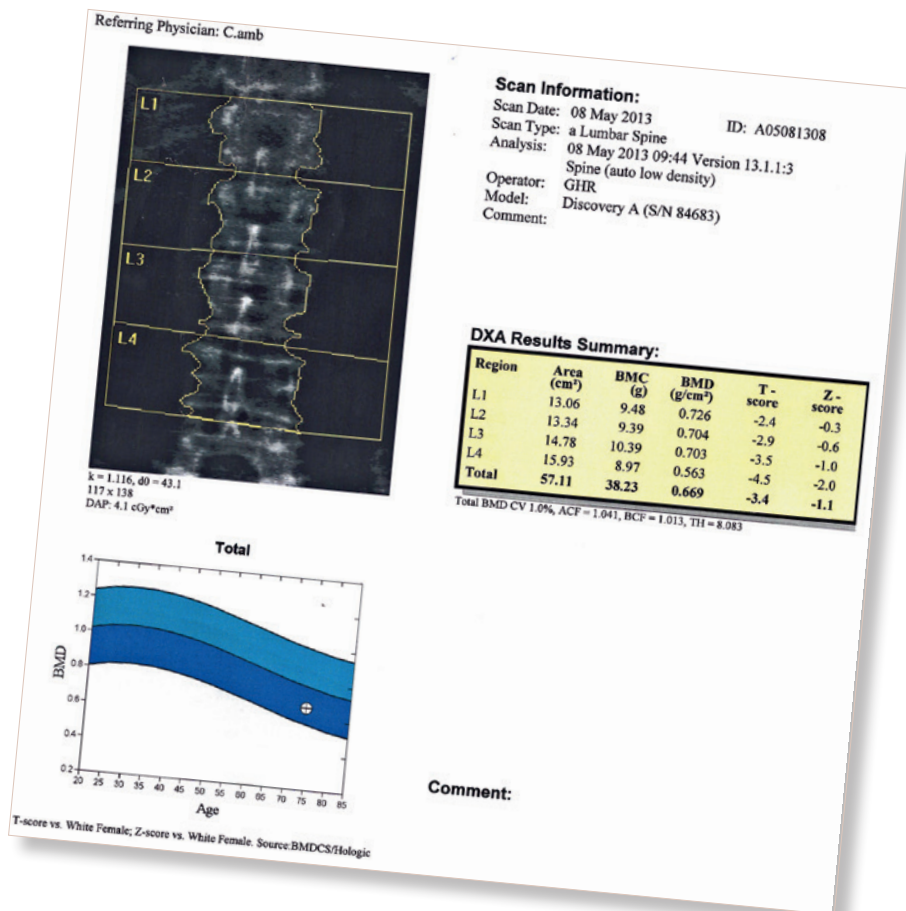 Referring Physician: C.amb
L1
L2
L3
L4
k = 1.116, d0 = 43.1
117 x 138
DAP: 4.1 cGy*cm²
Scan Information:
Scan Date: 08 May 2013 ID: A05081308
Scan Type: a Lumbar Spine
Analysis: 08 May 2013 09:44 Version 13.1.1:3
Spine (auto low density)
Operator: GHR
Model: Discovery A (S/N 84683)
Comment:
DXA Results Summary:
Region Area (cm²) BMC (g) BMD (g/cm²) T - score Z - score
L1 13.06 9.48 0.726 -2.4 -0.3
L2 13.34 9.39 0.704 -2.9 -0.6
L3 14.78 10.39 0.703 -3.5 -1.0
L4 15.93 8.97 0.563 -4.5 -2.0
Total 57.11 38.23 0.669 -3.4 -1.1
Total BMD CV 1.0%, ACF = 1.041, BCF = 1.013, TH = 8.083
Total
1.4
1.2
1.0
0.8
0.6
0.4
0.2
BMD
20 25 30 35 40 45 50 55 60 65 70 75 80 85
Age
T-score vs. White Female; Z-score vs. White Female. Source:BMDCS/Hologic
Comment: